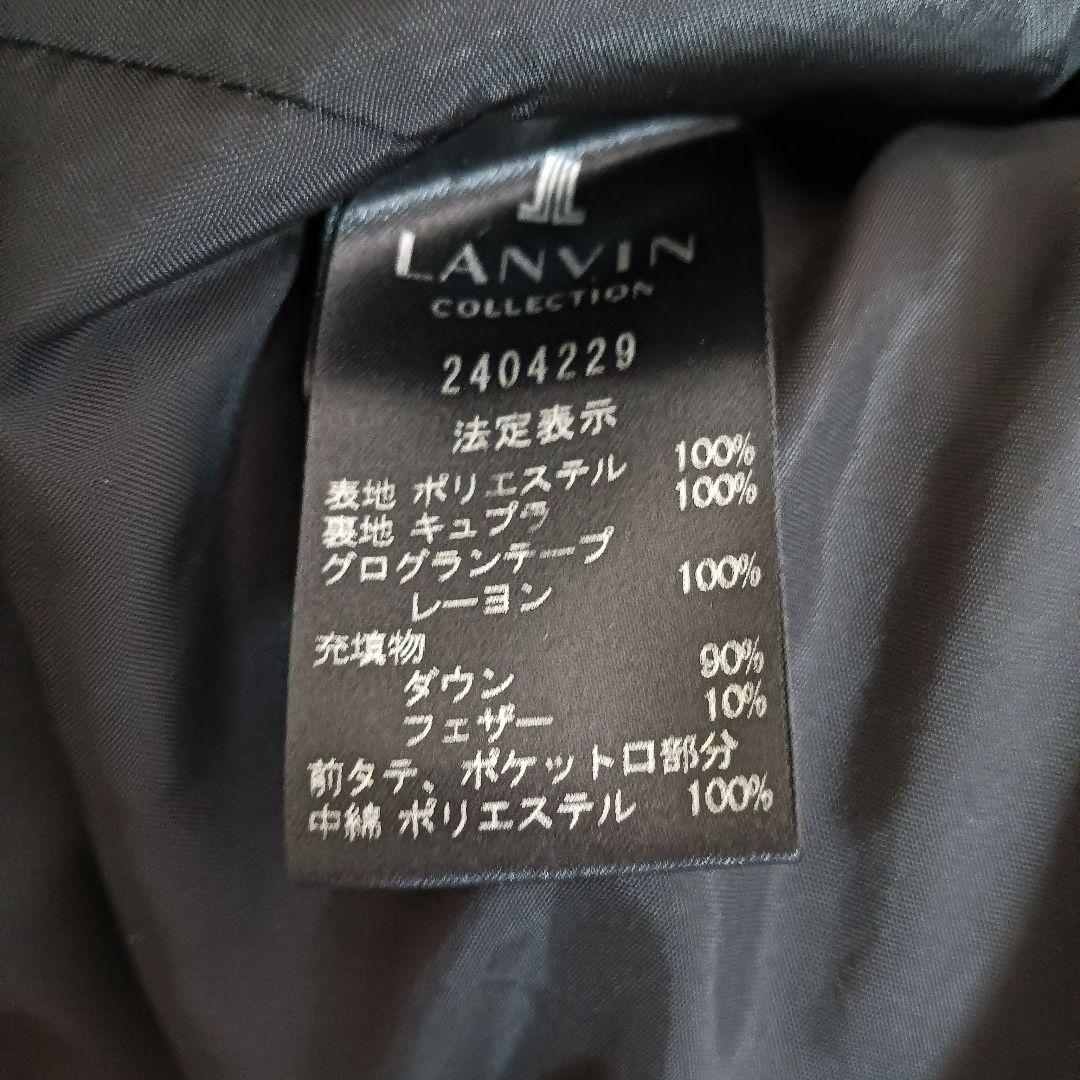 LANVIN
COLLECTION
2404229
法定表示
表地 ポリエステル 100%
裏地 キュプラ 100%
グログランテープ
レーヨン 100%
充填物
ダウン 90%
フェザー 10%
前タテ、ポケット口部分
中綿 ポリエステル 100%